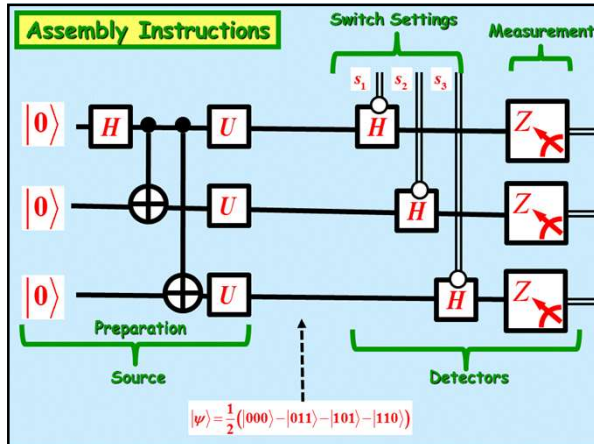 Assembly Instructions
Switch Settings
Measurement
s₁ s₂ s₃
|0⟩ H U H Z
|0⟩ U H Z
|0⟩ U H Z
Preparation
Source
Detectors
|ψ⟩=1/2(|000⟩−|011⟩−|101⟩−|110⟩)